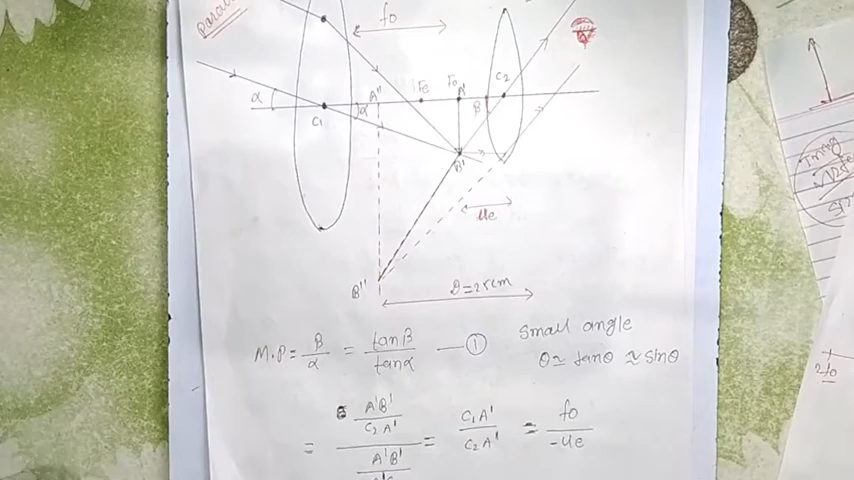 fo
α
C1
α
A"
Fe
Fo
A'
β
C2
B'
ue
B"
D=25cm
M.P = β/α = tanβ/tanα — ①
Small angle
θ ≃ tanθ ≈ sinθ
= A'B'/C2A' / A'B' = C1A'/C2A' = fo/-ue
2fo